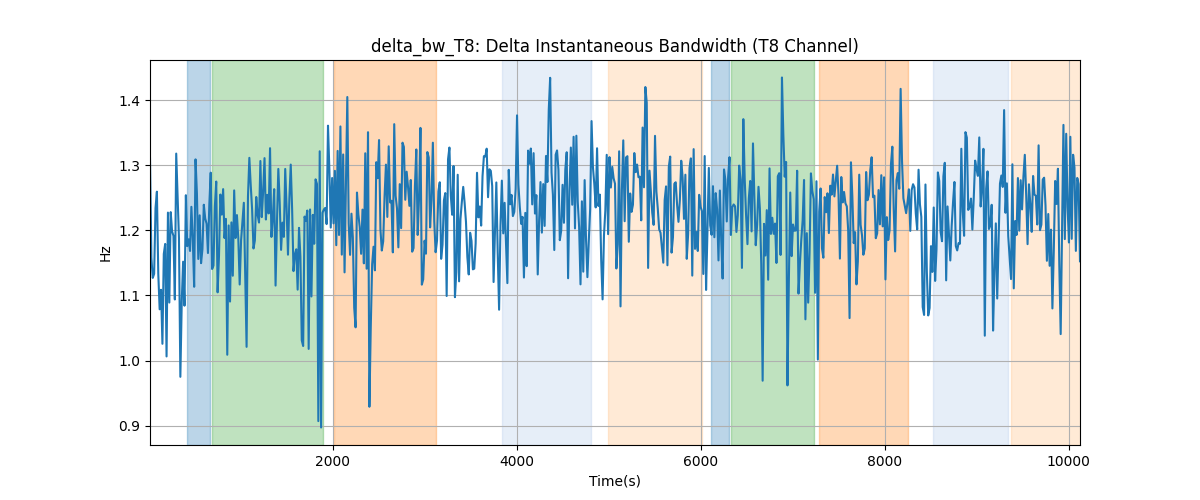 delta_bw_T8: Delta Instantaneous Bandwidth (T8 Channel)
Hz
1.4
1.3
1.2
1.1
1.0
0.9
2000 4000 6000 8000 10000
Time(s)